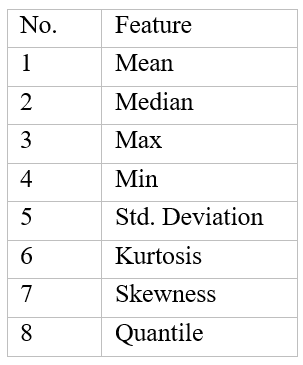 No. Feature
1 Mean
2 Median
3 Max
4 Min
5 Std. Deviation
6 Kurtosis
7 Skewness
8 Quantile